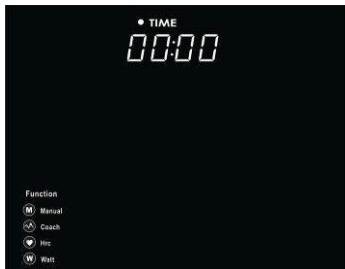 • TIME
00:00
Function
M Manual
Coach
Hrc
W Watt